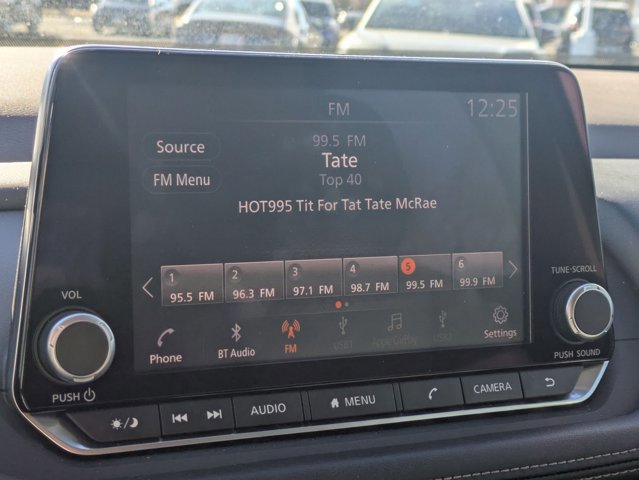 FM
12:25
99.5 FM
Source
Tate
FM Menu
Top 40
HOT995 Tit For Tat Tate McRae
1 2 3 4 5 6
95.5 FM 96.3 FM 97.1 FM 98.7 FM 99.5 FM 99.9 FM
VOL
TUNE·SCROLL
Phone BT Audio FM USB1 Apple CarPlay USB2 Settings
PUSH
PUSH SOUND
AUDIO MENU CAMERA